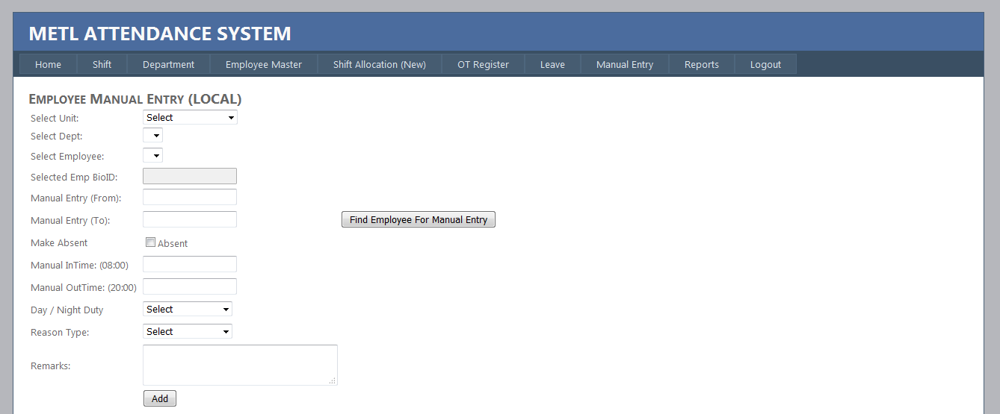 METL ATTENDANCE SYSTEM
Home Shift Department Employee Master Shift Allocation (New) OT Register Leave Manual Entry Reports Logout
EMPLOYEE MANUAL ENTRY (LOCAL)
Select Unit: Select
Select Dept:
Select Employee:
Selected Emp BioID:
Manual Entry (From):
Manual Entry (To): Find Employee For Manual Entry
Make Absent Absent
Manual InTime: (08:00)
Manual OutTime: (20:00)
Day / Night Duty Select
Reason Type: Select
Remarks:
Add